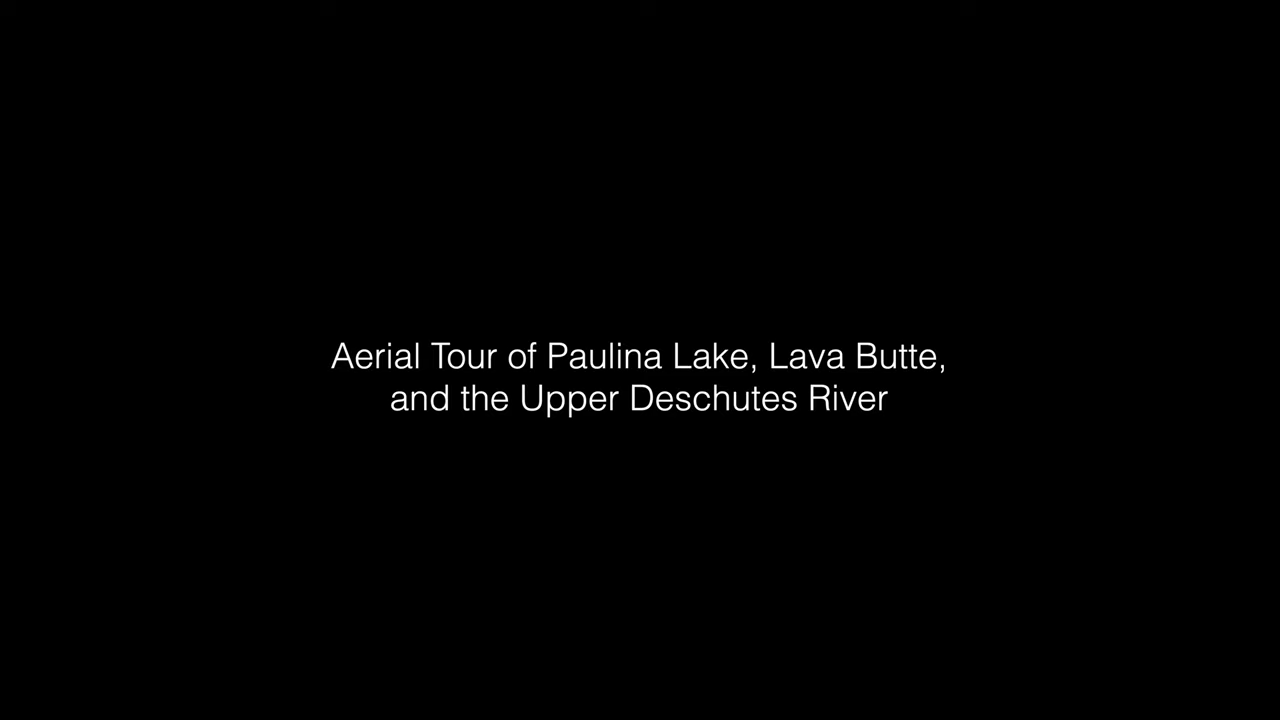 Aerial Tour of Paulina Lake, Lava Butte,
and the Upper Deschutes River